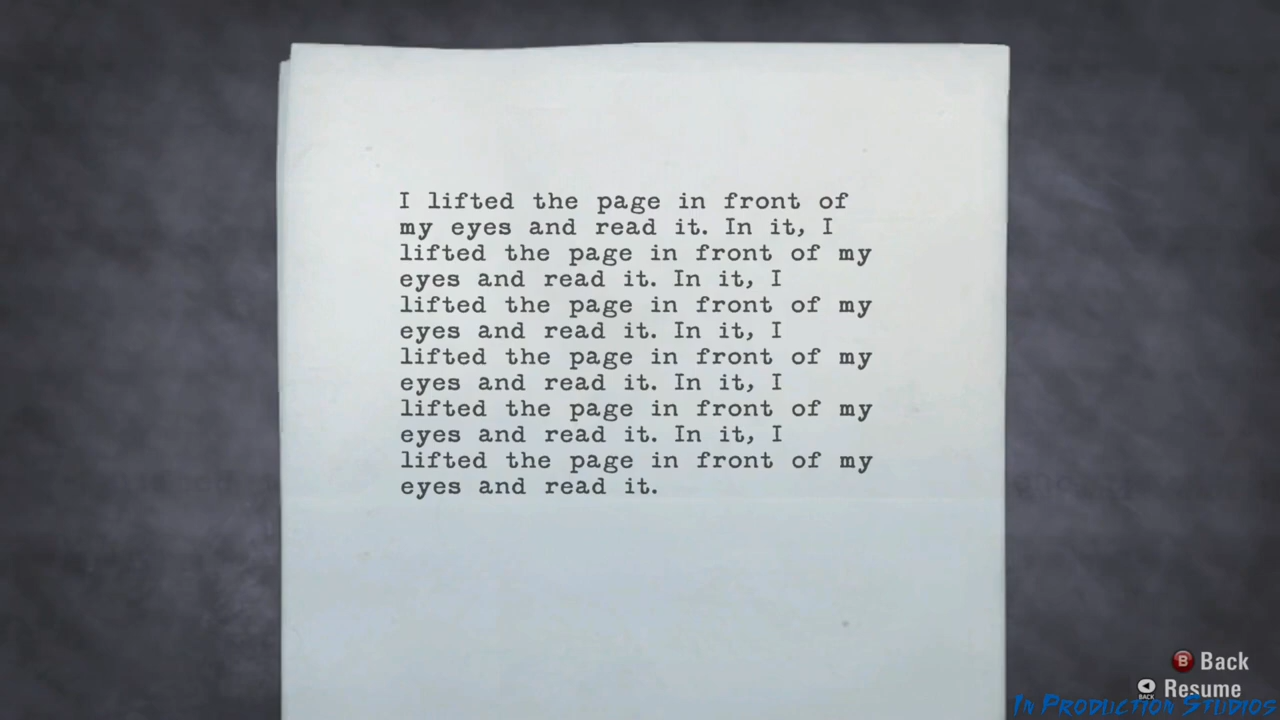 I lifted the page in front of
my eyes and read it. In it, I
lifted the page in front of my
eyes and read it. In it, I
lifted the page in front of my
eyes and read it. In it, I
lifted the page in front of my
eyes and read it. In it, I
lifted the page in front of my
eyes and read it. In it, I
lifted the page in front of my
eyes and read it.
B Back
BACK Resume
In Production Studios